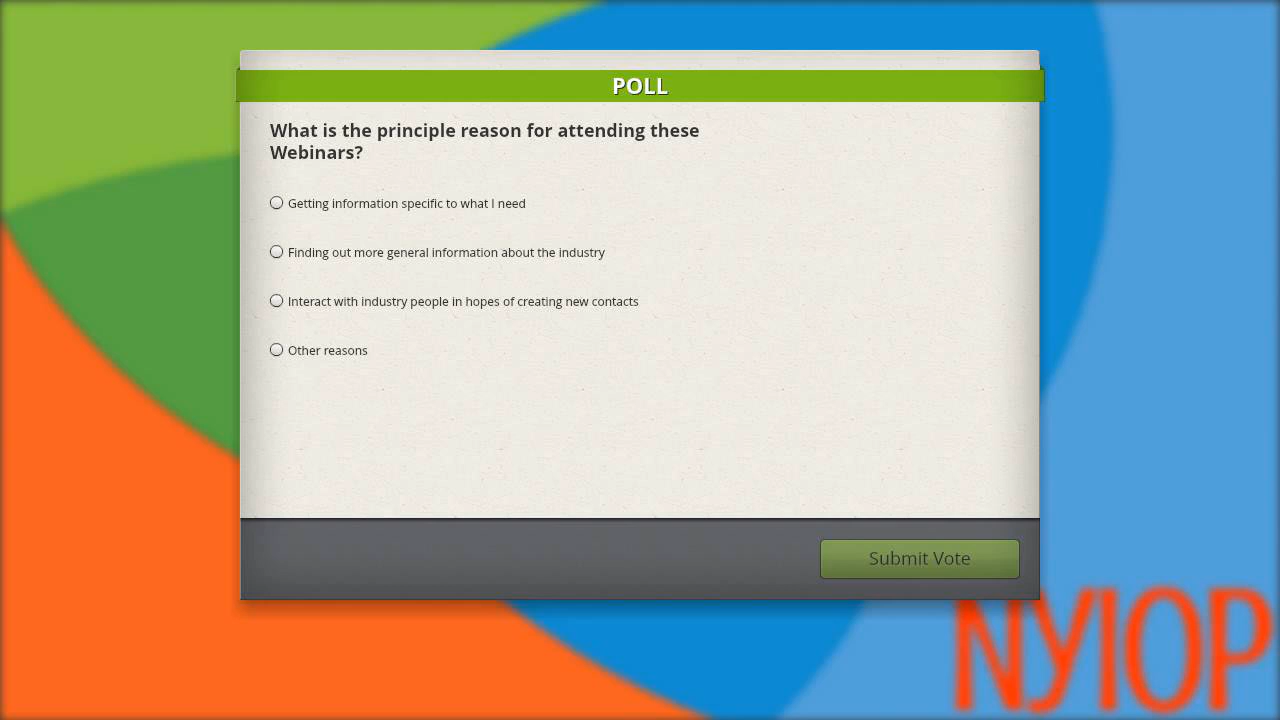 POLL
What is the principle reason for attending these
Webinars?
Getting information specific to what I need
Finding out more general information about the industry
Interact with industry people in hopes of creating new contacts
Other reasons
Submit Vote
NYIOP